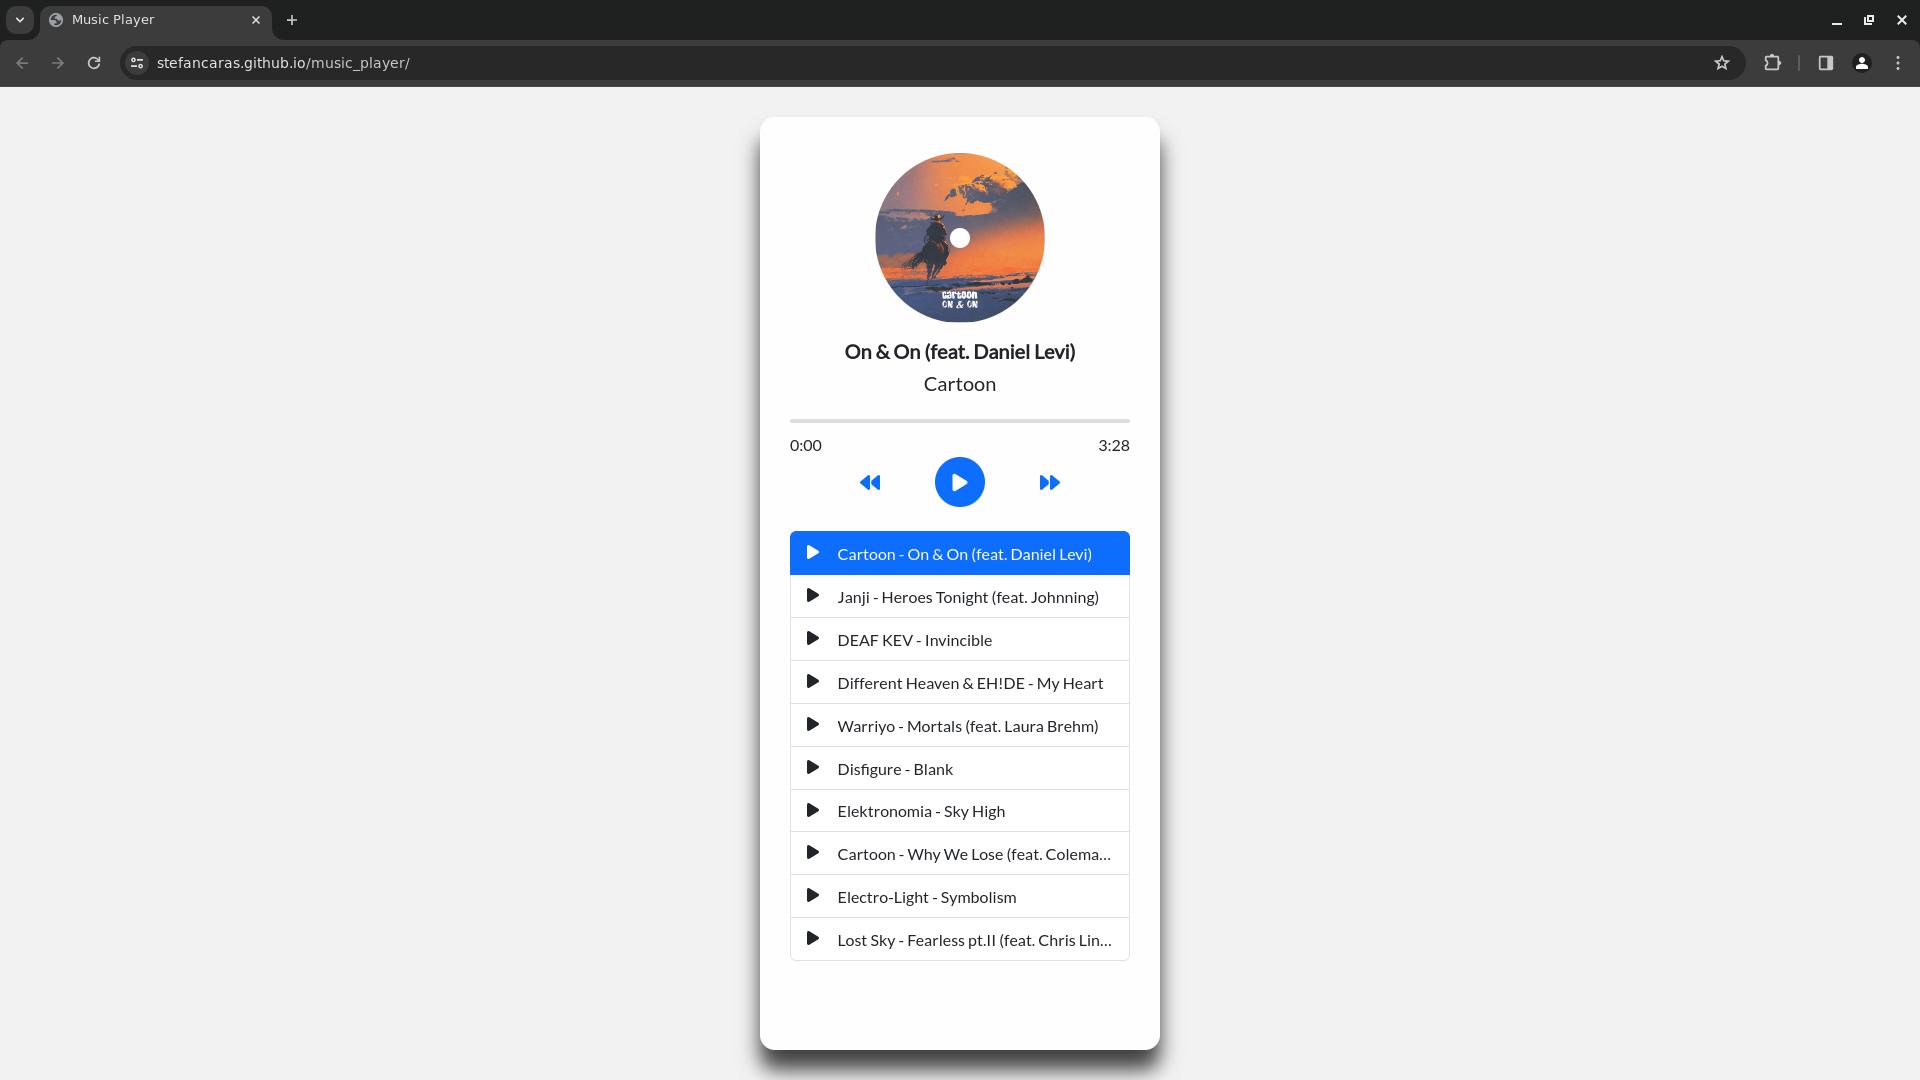 Music Player
stefancaras.github.io/music_player/
cartoon
ON & ON
On & On (feat. Daniel Levi)
Cartoon
0:00 3:28
Cartoon - On & On (feat. Daniel Levi)
Janji - Heroes Tonight (feat. Johnning)
DEAF KEV - Invincible
Different Heaven & EH!DE - My Heart
Warriyo - Mortals (feat. Laura Brehm)
Disfigure - Blank
Elektronomia - Sky High
Cartoon - Why We Lose (feat. Colema...
Electro-Light - Symbolism
Lost Sky - Fearless pt.II (feat. Chris Lin...